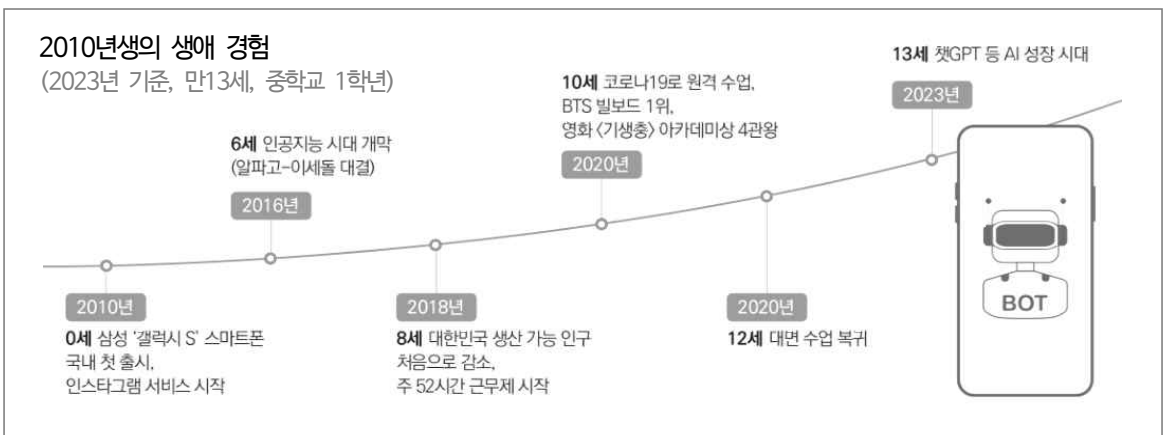 2010년생의 생애 경험
(2023년 기준, 만13세, 중학교 1학년)
2010년
0세 삼성 '갤럭시 S' 스마트폰
국내 첫 출시,
인스타그램 서비스 시작
6세 인공지능 시대 개막
(알파고-이세돌 대결)
2016년
2018년
8세 대한민국 생산 가능 인구
처음으로 감소,
주 52시간 근무제 시작
10세 코로나19로 원격 수업,
BTS 빌보드 1위,
영화 〈기생충〉 아카데미상 4관왕
2020년
2020년
12세 대면 수업 복귀
13세 챗GPT 등 AI 성장 시대
2023년
BOT